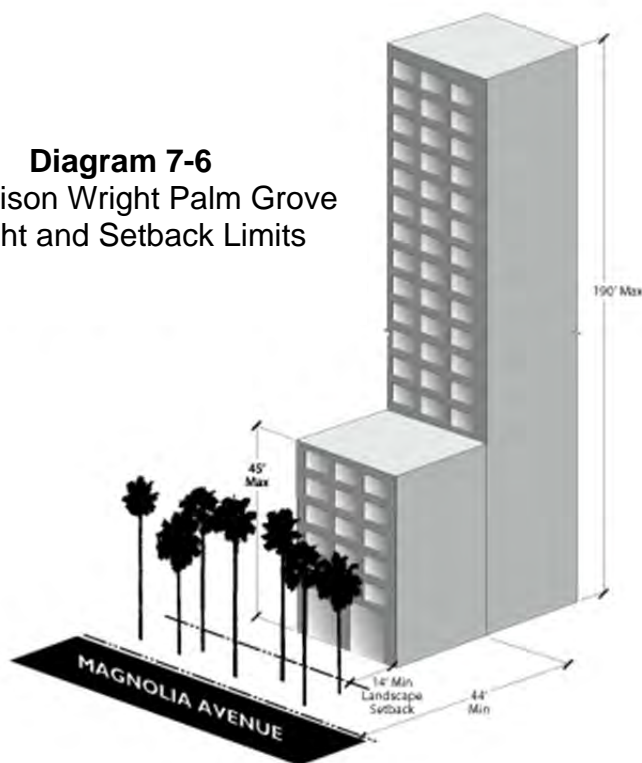 Diagram 7-6
ison Wright Palm Grove
ht and Setback Limits
190' Max
45'
Max
14' Min
Landscape
Setback
44'
Min
MAGNOLIA AVENUE